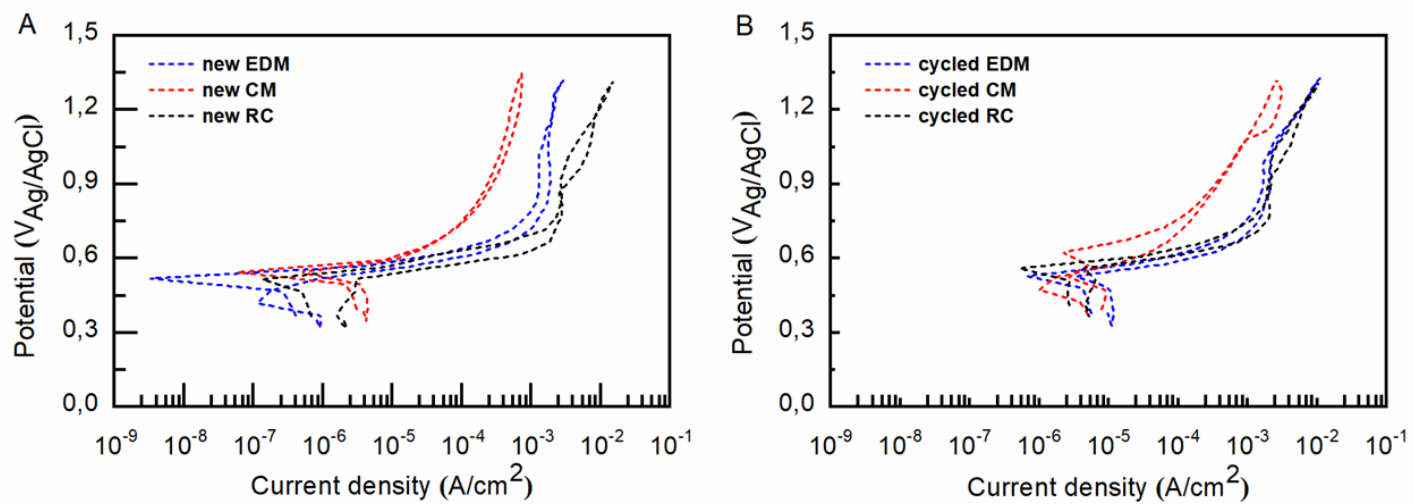 A
1,5
1,2
0,9
0,6
0,3
0,0
Potential (V_Ag/AgCl)
new EDM
new CM
new RC
10⁻⁹ 10⁻⁸ 10⁻⁷ 10⁻⁶ 10⁻⁵ 10⁻⁴ 10⁻³ 10⁻² 10⁻¹
Current density (A/cm²)
B
1,5
1,2
0,9
0,6
0,3
0,0
Potential (V_Ag/AgCl)
cycled EDM
cycled CM
cycled RC
10⁻⁹ 10⁻⁸ 10⁻⁷ 10⁻⁶ 10⁻⁵ 10⁻⁴ 10⁻³ 10⁻² 10⁻¹
Current density (A/cm²)